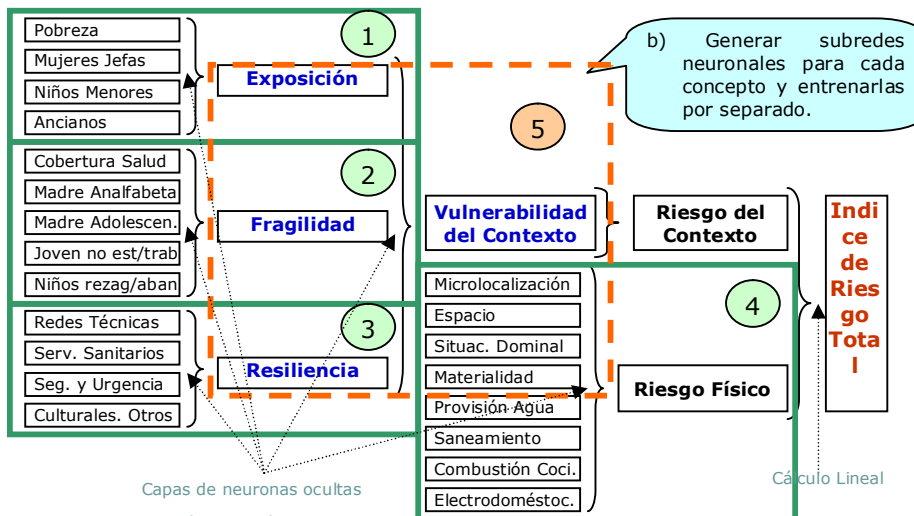 Pobreza
Mujeres Jefas
Niños Menores
Ancianos
1
Exposición
Cobertura Salud
Madre Analfabeta
Madre Adolescen.
Joven no est/trab
Niños rezag/aban
2
Fragilidad
Redes Técnicas
Serv. Sanitarios
Seg. y Urgencia
Culturales. Otros
3
Resiliencia
5
b) Generar subredes
neuronales para cada
concepto y entrenarlas
por separado.
Vulnerabilidad
del Contexto
Riesgo del
Contexto
Microlocalización
Espacio
Situac. Dominal
Materialidad
Provisión Agua
Saneamiento
Combustión Coci.
Electrodoméstoc.
4
Riesgo Físico
Indi
ce
de
Ries
go
Tota
l
Capas de neuronas ocultas
Cálculo Lineal